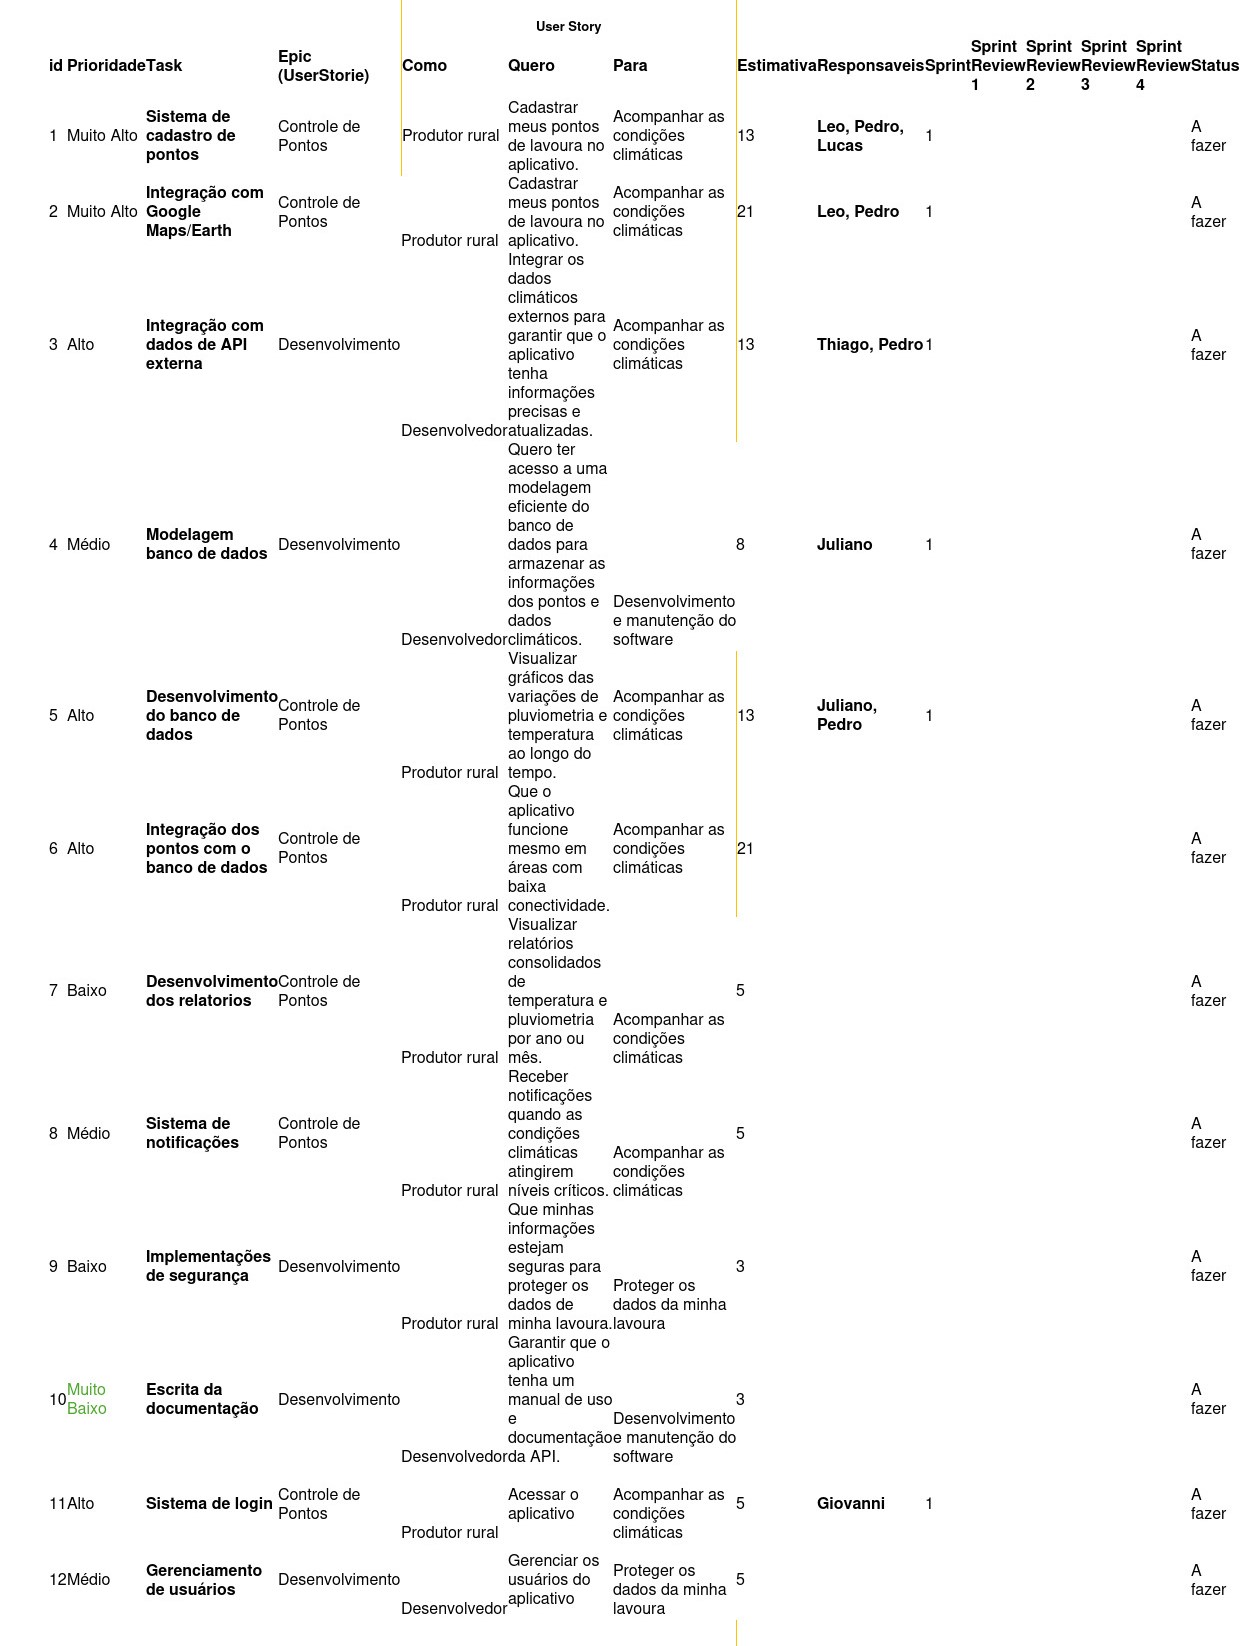 User Story
id Prioridade Task Epic (UserStorie) Como Quero Para Estimativa Responsaveis Sprint Sprint Review 1 Sprint Review 2 Sprint Review 3 Sprint Review 4 Status
1 Muito Alto Sistema de cadastro de pontos Controle de Pontos Produtor rural Cadastrar meus pontos de lavoura no aplicativo. Acompanhar as condições climáticas 13 Leo, Pedro, Lucas 1 A fazer
2 Muito Alto Integração com Google Maps/Earth Controle de Pontos Produtor rural Cadastrar meus pontos de lavoura no aplicativo. Acompanhar as condições climáticas 21 Leo, Pedro 1 A fazer
3 Alto Integração com dados de API externa Desenvolvimento Desenvolvedor Integrar os dados climáticos externos para garantir que o aplicativo tenha informações precisas e atualizadas. Acompanhar as condições climáticas 13 Thiago, Pedro 1 A fazer
4 Médio Modelagem banco de dados Desenvolvimento Desenvolvedor Quero ter acesso a uma modelagem eficiente do banco de dados para armazenar as informações dos pontos e dados climáticos. Desenvolvimento e manutenção do software 8 Juliano 1 A fazer
5 Alto Desenvolvimento do banco de dados Controle de Pontos Produtor rural Visualizar gráficos das variações de pluviometria e temperatura ao longo do tempo. Acompanhar as condições climáticas 13 Juliano, Pedro 1 A fazer
6 Alto Integração dos pontos com o banco de dados Controle de Pontos Produtor rural Que o aplicativo funcione mesmo em áreas com baixa conectividade. Acompanhar as condições climáticas 21 A fazer
7 Baixo Desenvolvimento dos relatorios Controle de Pontos Produtor rural Visualizar relatórios consolidados de temperatura e pluviometria por ano ou mês. Acompanhar as condições climáticas 5 A fazer
8 Médio Sistema de notificações Controle de Pontos Produtor rural Receber notificações quando as condições climáticas atingirem níveis críticos. Acompanhar as condições climáticas 5 A fazer
9 Baixo Implementações de segurança Desenvolvimento Produtor rural Que minhas informações estejam seguras para proteger os dados de minha lavoura. Proteger os dados da minha lavoura 3 A fazer
10 Muito Baixo Escrita da documentação Desenvolvimento Desenvolvedor Garantir que o aplicativo tenha um manual de uso e documentação da API. Desenvolvimento e manutenção do software 3 A fazer
11 Alto Sistema de login Controle de Pontos Produtor rural Acessar o aplicativo Acompanhar as condições climáticas 5 Giovanni 1 A fazer
12 Médio Gerenciamento de usuários Desenvolvimento Desenvolvedor Gerenciar os usuários do aplicativo Proteger os dados da minha lavoura 5 A fazer